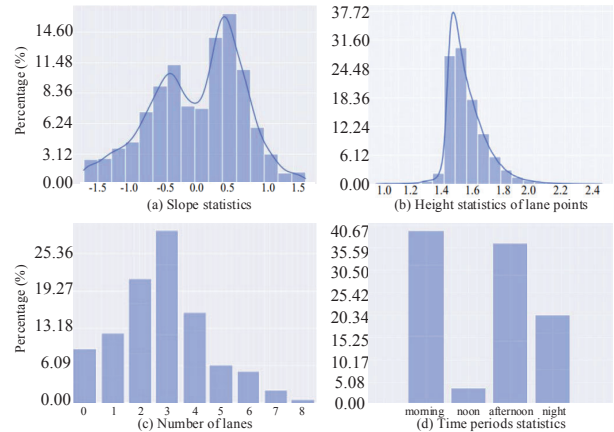 Percentage (%)
14.60
11.48
8.36
6.24
3.12
0.00
-1.5 -1.0 -0.5 0.0 0.5 1.0 1.5
(a) Slope statistics
37.72
31.60
24.48
18.36
12.24
6.12
0.00
1.0 1.2 1.4 1.6 1.8 2.0 2.2 2.4
(b) Height statistics of lane points
Percentage (%)
25.36
19.27
13.18
6.09
0.00
0 1 2 3 4 5 6 7 8
(c) Number of lanes
40.67
35.59
30.50
25.42
20.34
15.25
10.17
5.08
0.00
morning noon afternoon night
(d) Time periods statistics